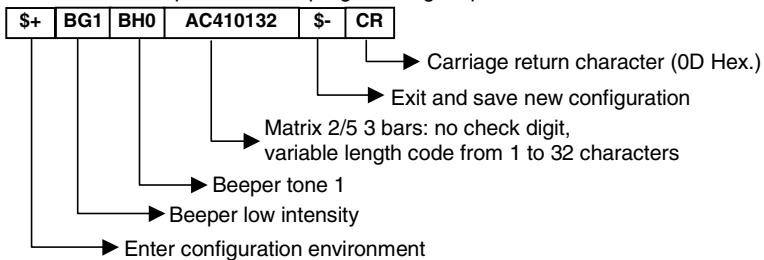 $+ BG1 BH0 AC410132 $- CR
Carriage return character (0D Hex.)
Exit and save new configuration
Matrix 2/5 3 bars: no check digit,
variable length code from 1 to 32 characters
Beeper tone 1
Beeper low intensity
Enter configuration environment